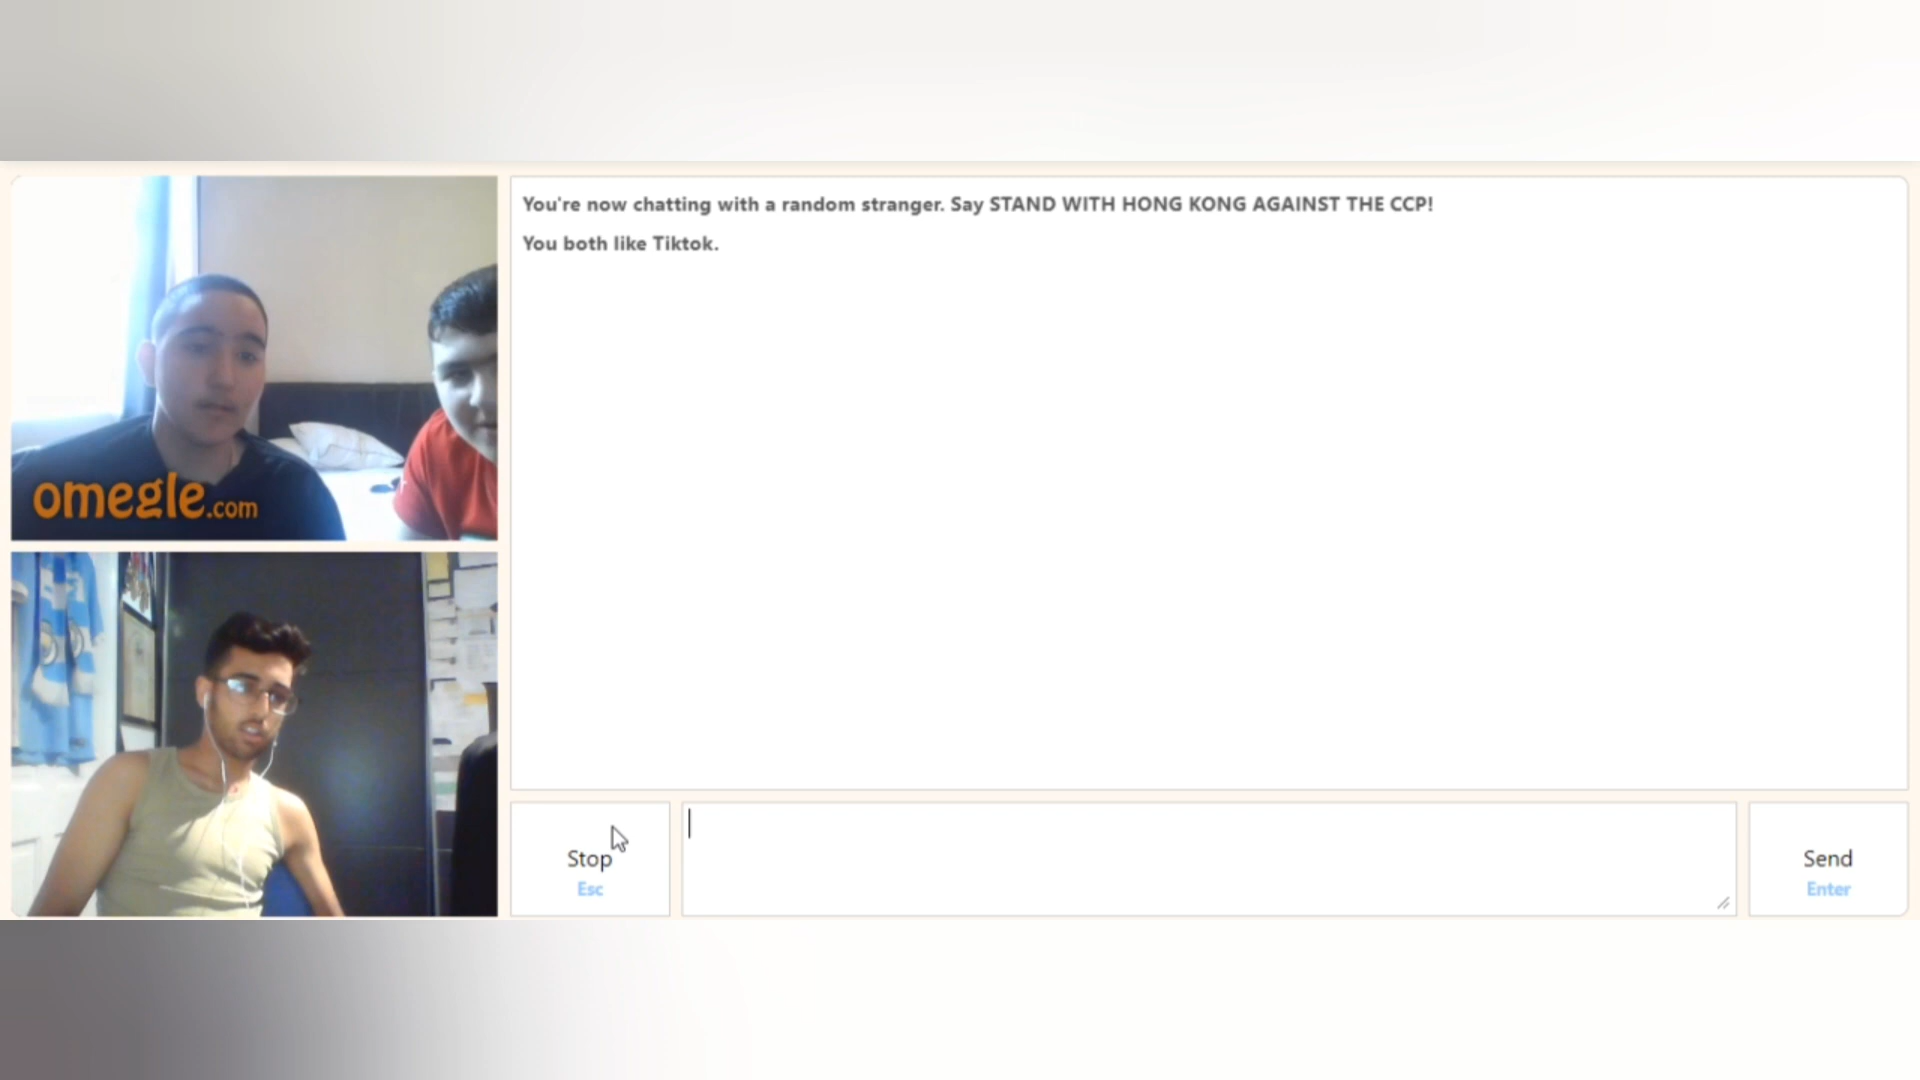 You're now chatting with a random stranger. Say STAND WITH HONG KONG AGAINST THE CCP!
You both like Tiktok.
omegle.com
Stop
Esc
Send
Enter